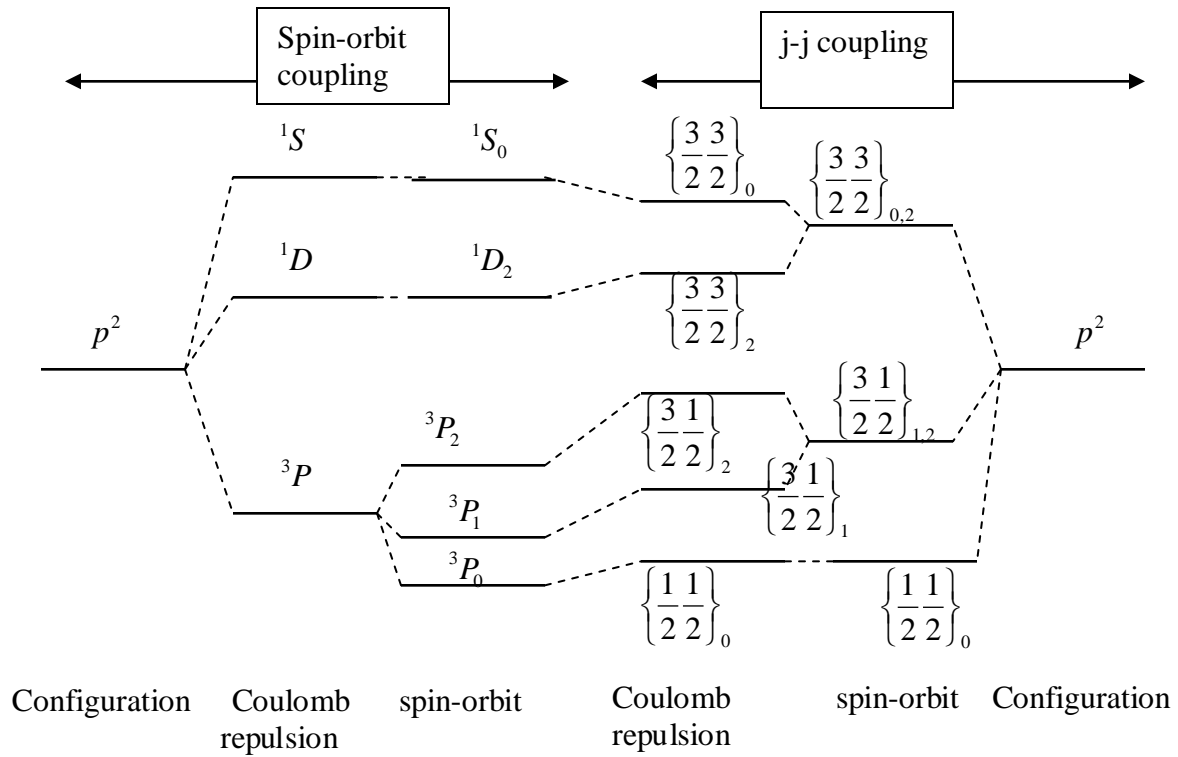 Spin-orbit
coupling
j-j coupling
¹S
¹S₀
{3/2 3/2}₀
{3/2 3/2}₀,₂
¹D
¹D₂
{3/2 3/2}₂
p²
p²
³P₂
{3/2 1/2}₂
{3/2 1/2}₁,₂
³P
³P₁
{3/2 1/2}₁
³P₀
{1/2 1/2}₀
{1/2 1/2}₀
Configuration
Coulomb
repulsion
spin-orbit
Coulomb
repulsion
spin-orbit
Configuration